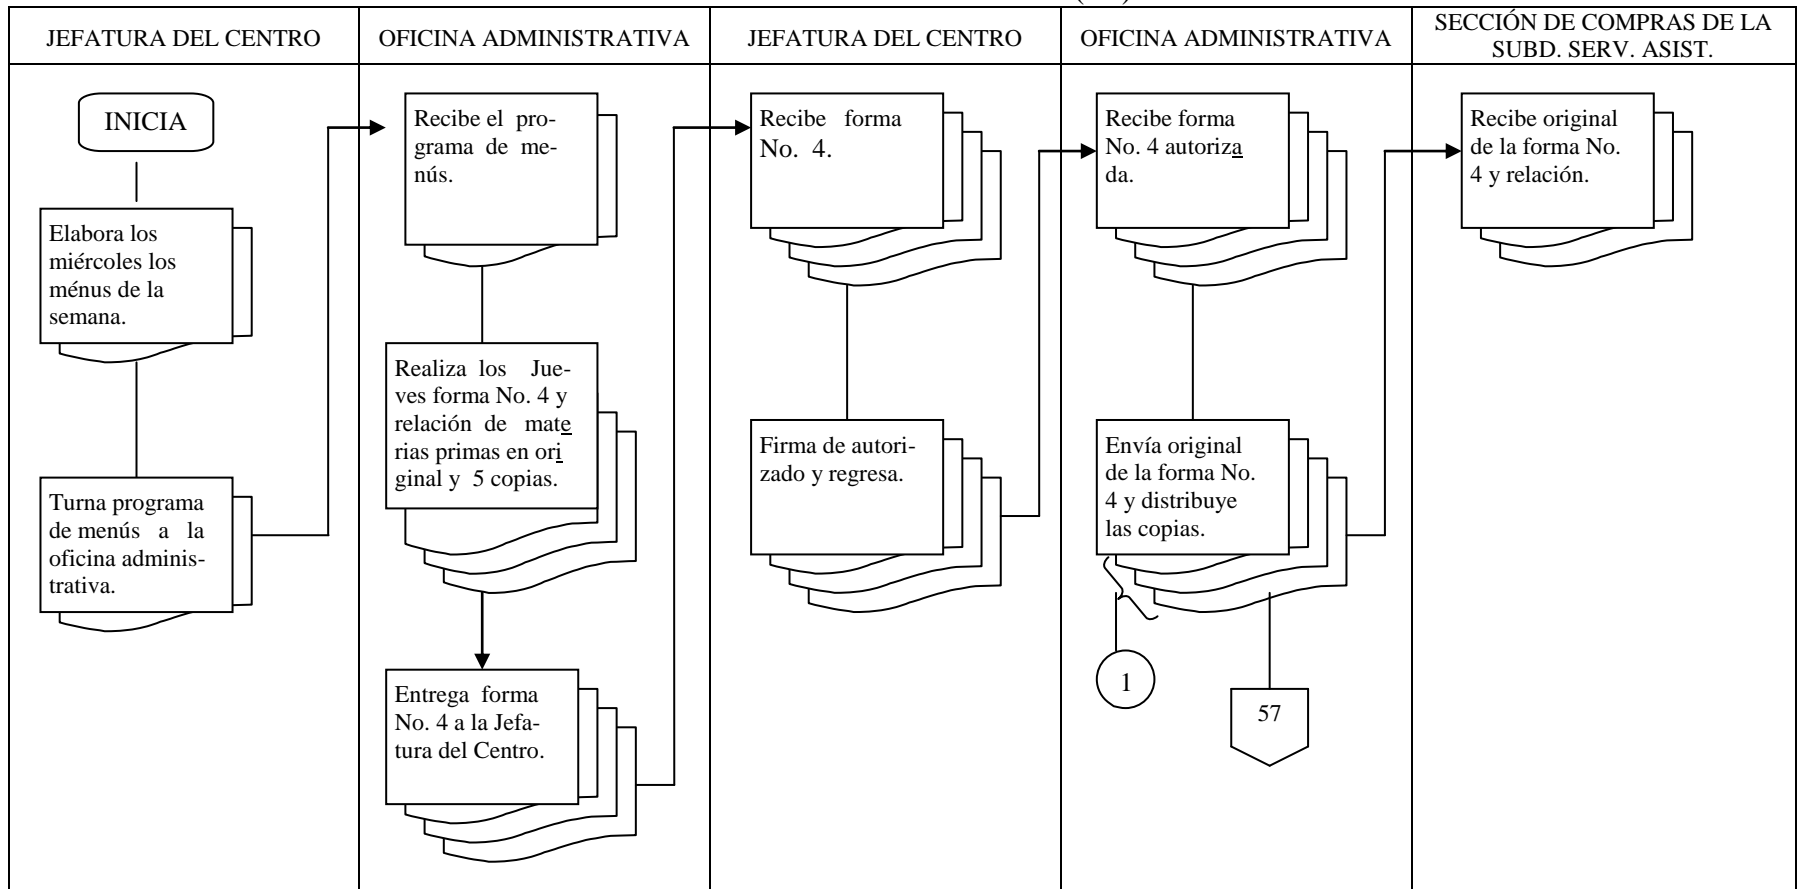 JEFATURA DEL CENTRO
OFICINA ADMINISTRATIVA
JEFATURA DEL CENTRO
OFICINA ADMINISTRATIVA
SECCIÓN DE COMPRAS DE LA
SUBD. SERV. ASIST.
INICIA
Elabora los
miércoles los
ménus de la
semana.
Turna programa
de menús a la
oficina adminis-
trativa.
Recibe el pro-
grama de me-
nús.
Realiza los Jue-
ves forma No. 4 y
relación de mate
rias primas en ori
ginal y 5 copias.
Entrega forma
No. 4 a la Jefa-
tura del Centro.
Recibe forma
No. 4.
Firma de autori-
zado y regresa.
Recibe forma
No. 4 autoriza
da.
Envía original
de la forma No.
4 y distribuye
las copias.
1
57
Recibe original
de la forma No.
4 y relación.